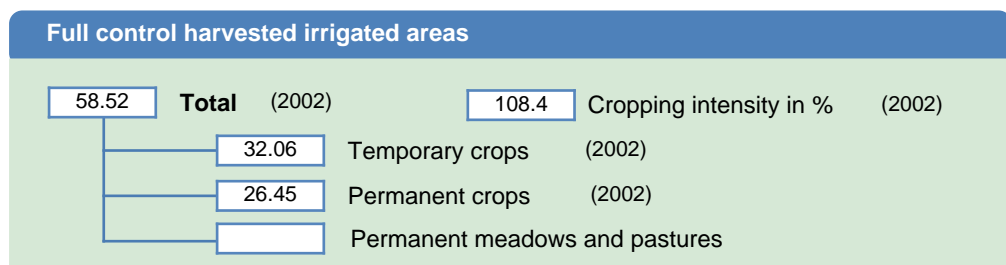 Full control harvested irrigated areas
58.52 Total (2002) 108.4 Cropping intensity in % (2002)
32.06 Temporary crops (2002)
26.45 Permanent crops (2002)
Permanent meadows and pastures